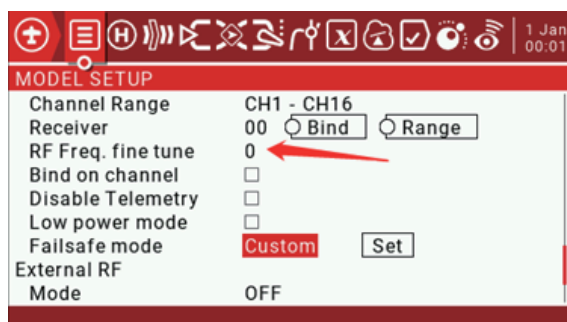 1 Jan
00:01
MODEL SETUP
Channel Range CH1 - CH16
Receiver 00 Bind Range
RF Freq. fine tune 0
Bind on channel
Disable Telemetry
Low power mode
Failsafe mode Custom Set
External RF
Mode OFF